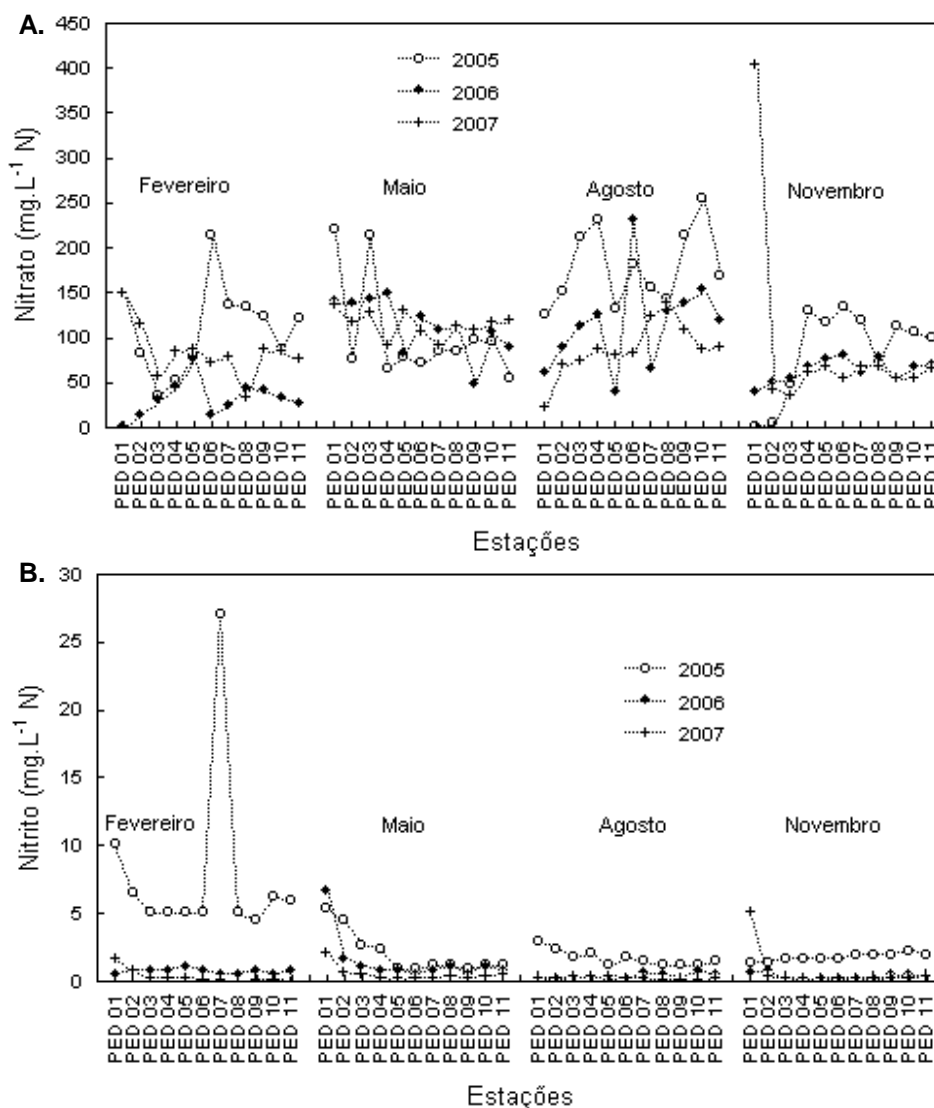 A.
450
400
350
300
250
200
150
100
50
0
Nitrato (mg.L⁻¹ N)
2005
2006
2007
Fevereiro
Maio
Agosto
Novembro
PED 01 PED 02 PED 03 PED 04 PED 05 PED 06 PED 07 PED 08 PED 09 PED 10 PED 11
PED 01 PED 02 PED 03 PED 04 PED 05 PED 06 PED 07 PED 08 PED 09 PED 10 PED 11
PED 01 PED 02 PED 03 PED 04 PED 05 PED 06 PED 07 PED 08 PED 09 PED 10 PED 11
PED 01 PED 02 PED 03 PED 04 PED 05 PED 06 PED 07 PED 08 PED 09 PED 10 PED 11
Estações
B.
30
25
20
15
10
5
0
Nitrito (mg.L⁻¹ N)
2005
2006
2007
Fevereiro
Maio
Agosto
Novembro
PED 01 PED 02 PED 03 PED 04 PED 05 PED 06 PED 07 PED 08 PED 09 PED 10 PED 11
PED 01 PED 02 PED 03 PED 04 PED 05 PED 06 PED 07 PED 08 PED 09 PED 10 PED 11
PED 01 PED 02 PED 03 PED 04 PED 05 PED 06 PED 07 PED 08 PED 09 PED 10 PED 11
PED 01 PED 02 PED 03 PED 04 PED 05 PED 06 PED 07 PED 08 PED 09 PED 10 PED 11
Estações